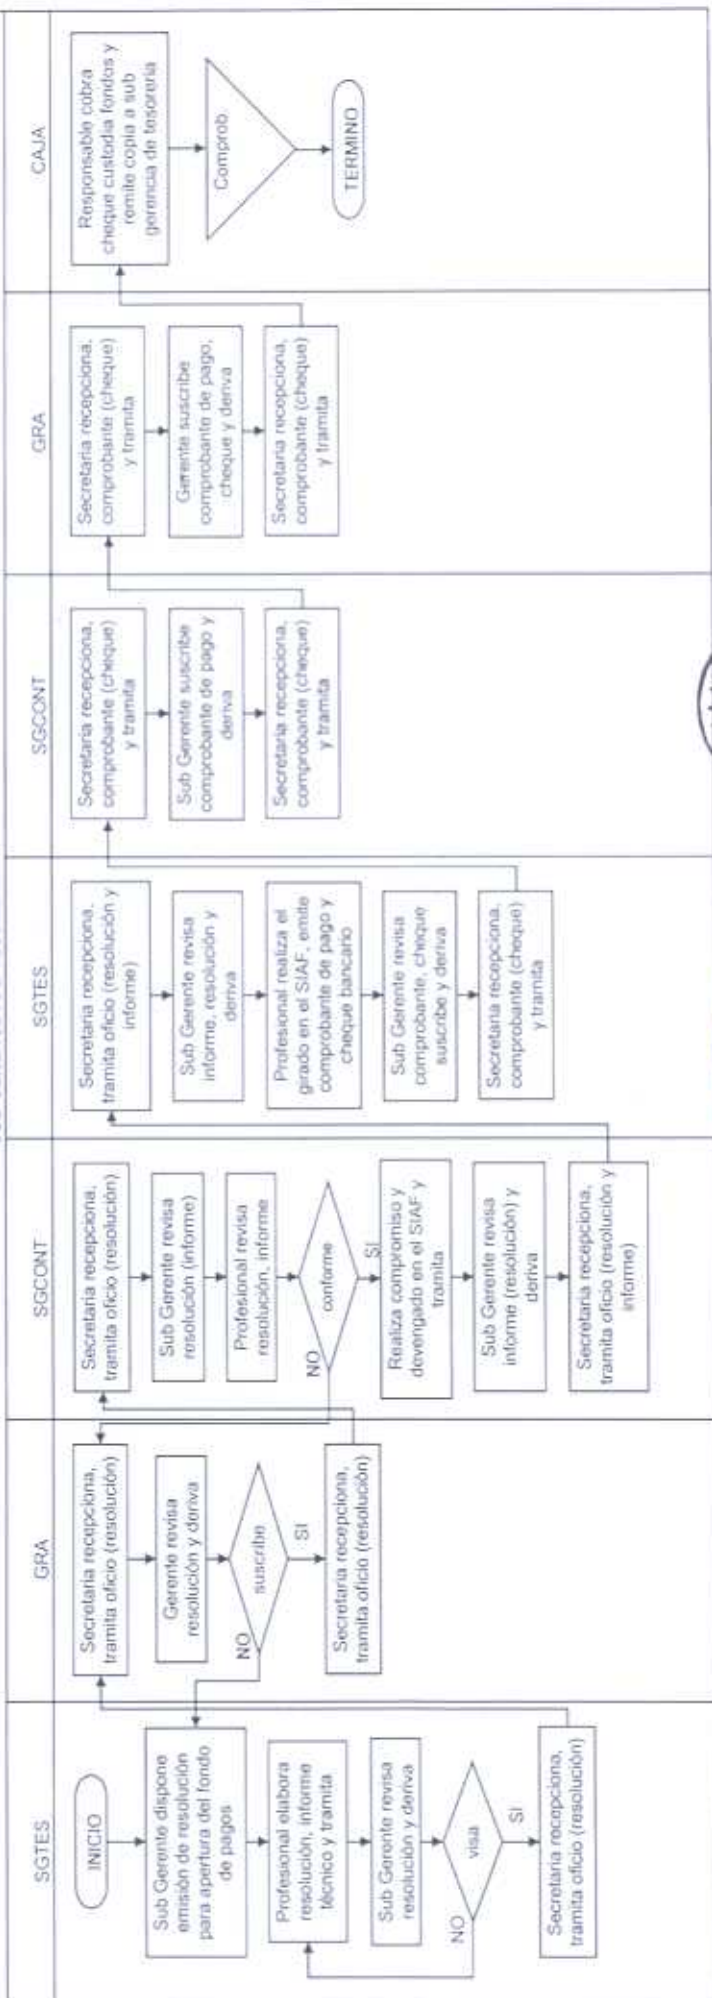 SGTES
INICIO
Sub Gerente dispone
emisión de resolución
para apertura del fondo
de pagos
Profesional elabora
resolución, informe
técnico y tramita
Sub Gerente revisa
resolución y deriva
visa
NO
SI
Secretaria recepciona,
tramita oficio (resolución)
GRA
Secretaria recepciona,
tramita oficio (resolución)
Gerente revisa
resolución y deriva
suscribe
NO
SI
Secretaria recepciona,
tramita oficio (resolución)
SGCONT
Secretaria recepciona,
tramita oficio (resolución)
Sub Gerente revisa
resolución (informe)
Profesional revisa
resolución, informe
conforme
NO
SI
Realiza compromiso y
devengado en el SIAF y
tramita
Sub Gerente revisa
informe (resolución) y
deriva
Secretaria recepciona,
tramita oficio (resolución y
informe)
SGTES
Secretaria recepciona,
tramita oficio (resolución y
informe)
Sub Gerente revisa
informe, resolución y
deriva
Profesional realiza el
girado en el SIAF, emite
comprobante de pago y
cheque bancario
Sub Gerente revisa
comprobante, cheque
suscribe y deriva
Secretaria recepciona,
comprobante (cheque)
y tramita
SGCONT
Secretaria recepciona,
comprobante (cheque)
y tramita
Sub Gerente suscribe
comprobante de pago y
deriva
Secretaria recepciona,
comprobante (cheque)
y tramita
GRA
Secretaria recepciona,
comprobante (cheque)
y tramita
Gerente suscribe
comprobante de pago,
cheque y deriva
Secretaria recepciona,
comprobante (cheque)
y tramita
CAJA
Responsable cobra
cheque custodia fondos y
remite copia a sub
gerencia de tesorería
Comprob.
TERMINO